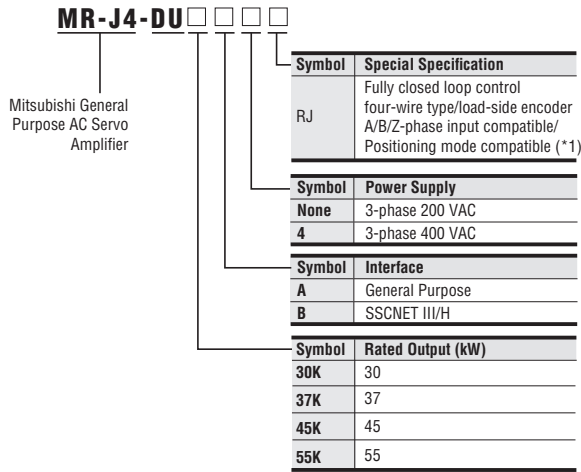 MR-J4-DU□ □ □ □
Mitsubishi General
Purpose AC Servo
Amplifier
Symbol Special Specification
RJ
Fully closed loop control
four-wire type/load-side encoder
A/B/Z-phase input compatible/
Positioning mode compatible (*1)
Symbol Power Supply
None 3-phase 200 VAC
4 3-phase 400 VAC
Symbol Interface
A General Purpose
B SSCNET III/H
Symbol Rated Output (kW)
30K 30
37K 37
45K 45
55K 55